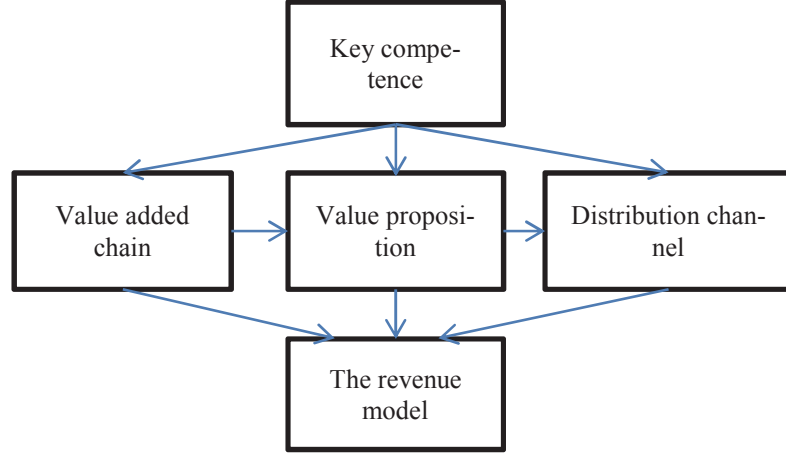 Key compe-
tence
Value added
chain
Value proposi-
tion
Distribution chan-
nel
The revenue
model